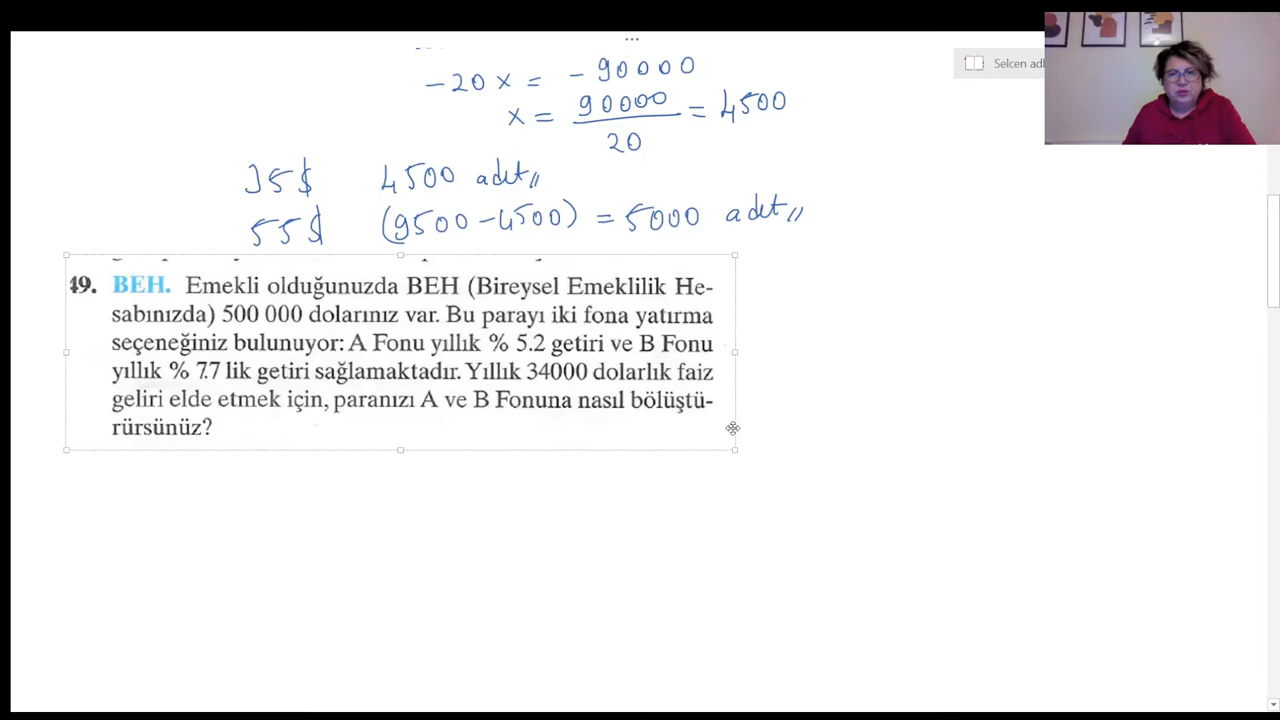 ...
-20x = -90000
x = 90000 / 20 = 4500
Selcen ad
35$ 4500 adet //
55$ (9500-4500) = 5000 adet //
49. BEH. Emekli olduğunuzda BEH (Bireysel Emeklilik He-
sabınızda) 500 000 dolarınız var. Bu parayı iki fona yatırma
seçeneğiniz bulunuyor: A Fonu yıllık % 5.2 getiri ve B Fonu
yıllık % 7.7 lik getiri sağlamaktadır. Yıllık 34000 dolarlık faiz
geliri elde etmek için, paranızı A ve B Fonuna nasıl bölüştü-
rürsünüz?